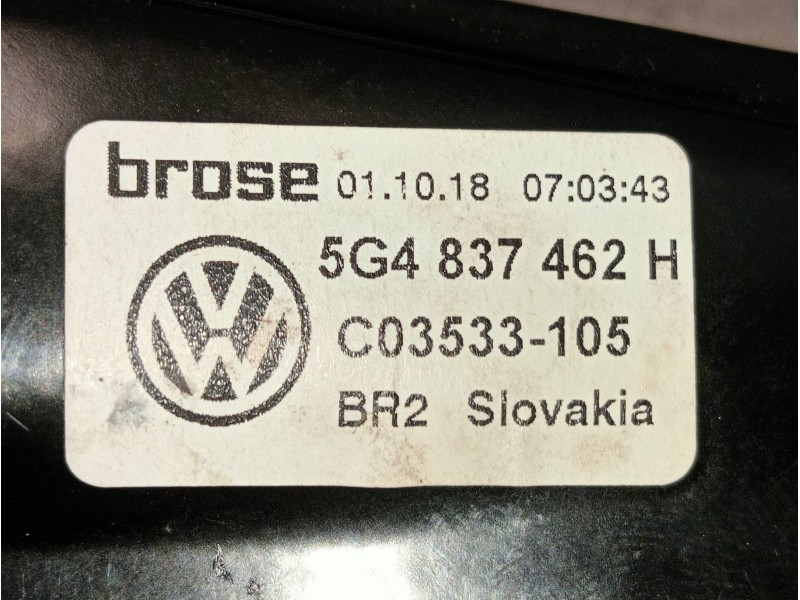 brose 01.10.18 07:03:43
5G4 837 462 H
C03533-105
BR2 Slovakia